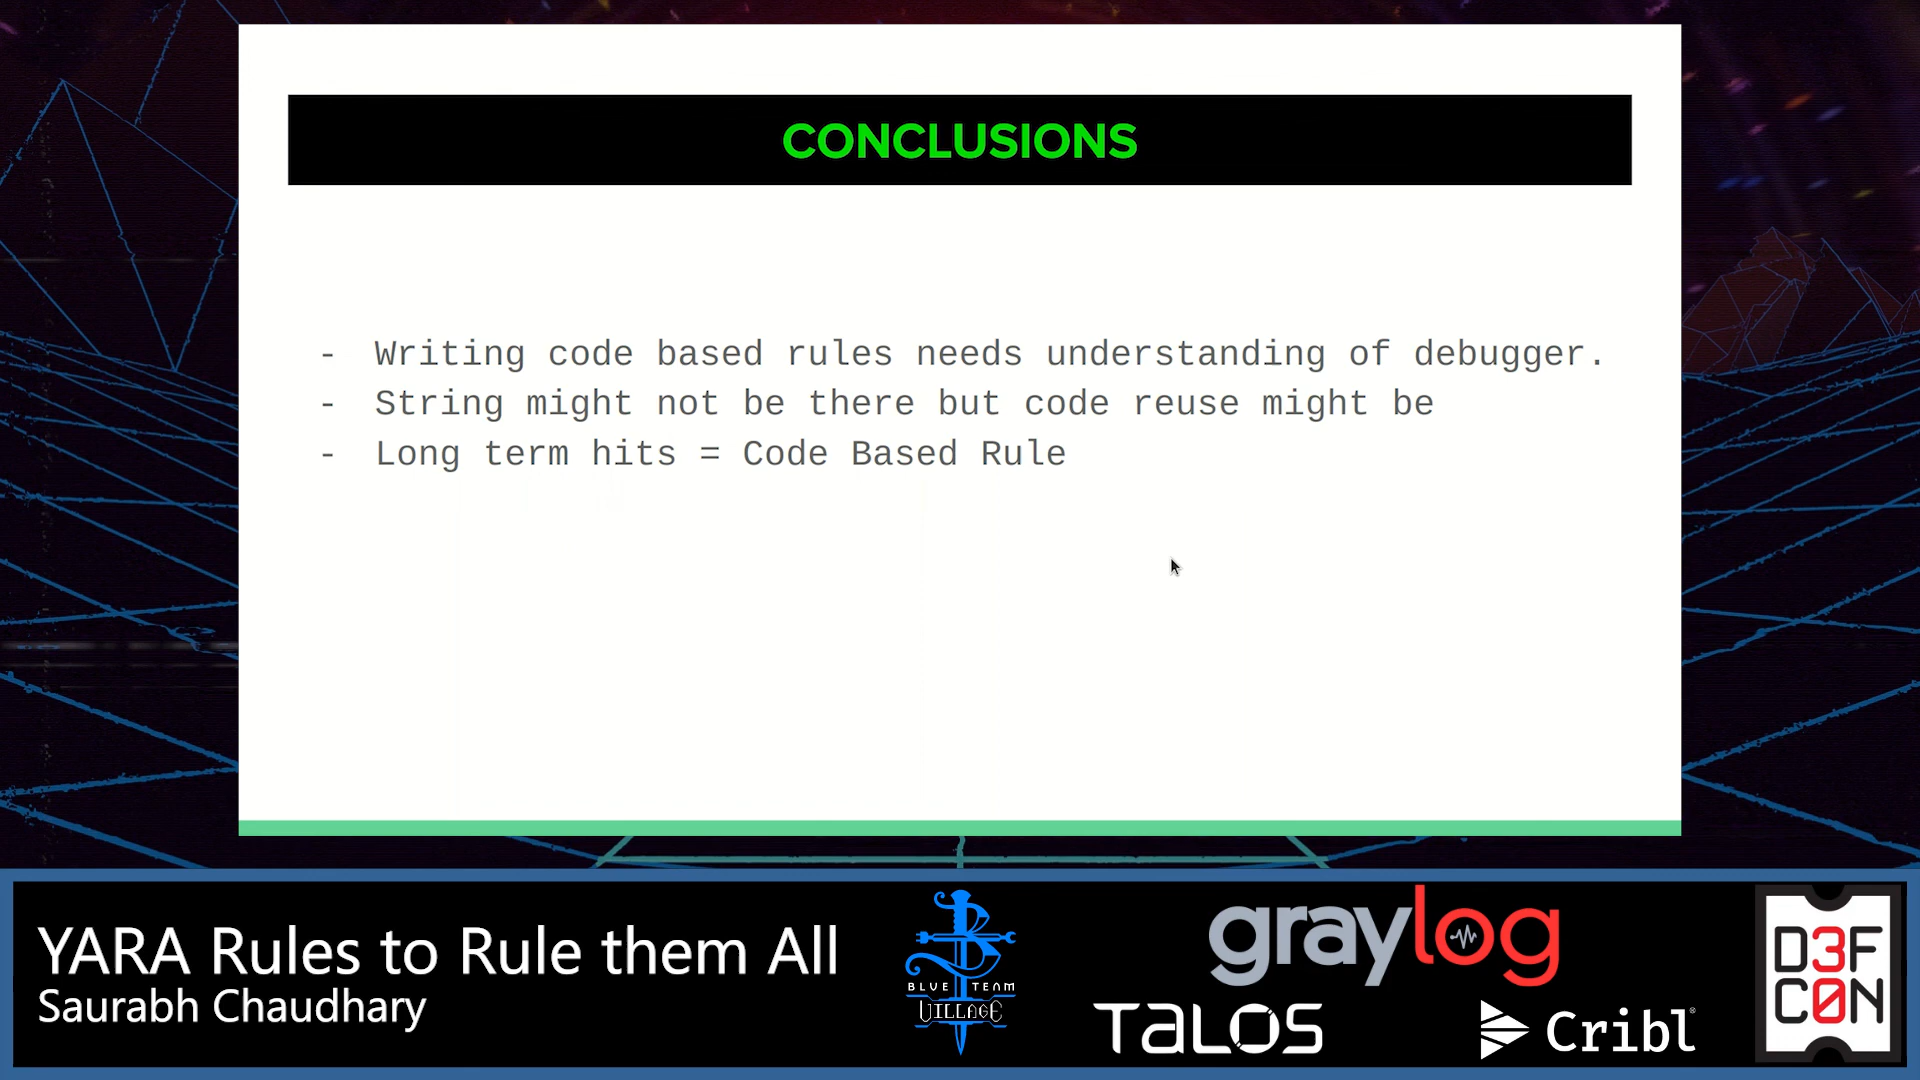 CONCLUSIONS
- Writing code based rules needs understanding of debugger.
- String might not be there but code reuse might be
- Long term hits = Code Based Rule
YARA Rules to Rule them All
Saurabh Chaudhary
BLUE TEAM
VILLAGE
graylog
TALOS
Cribl®
D3F
C0N